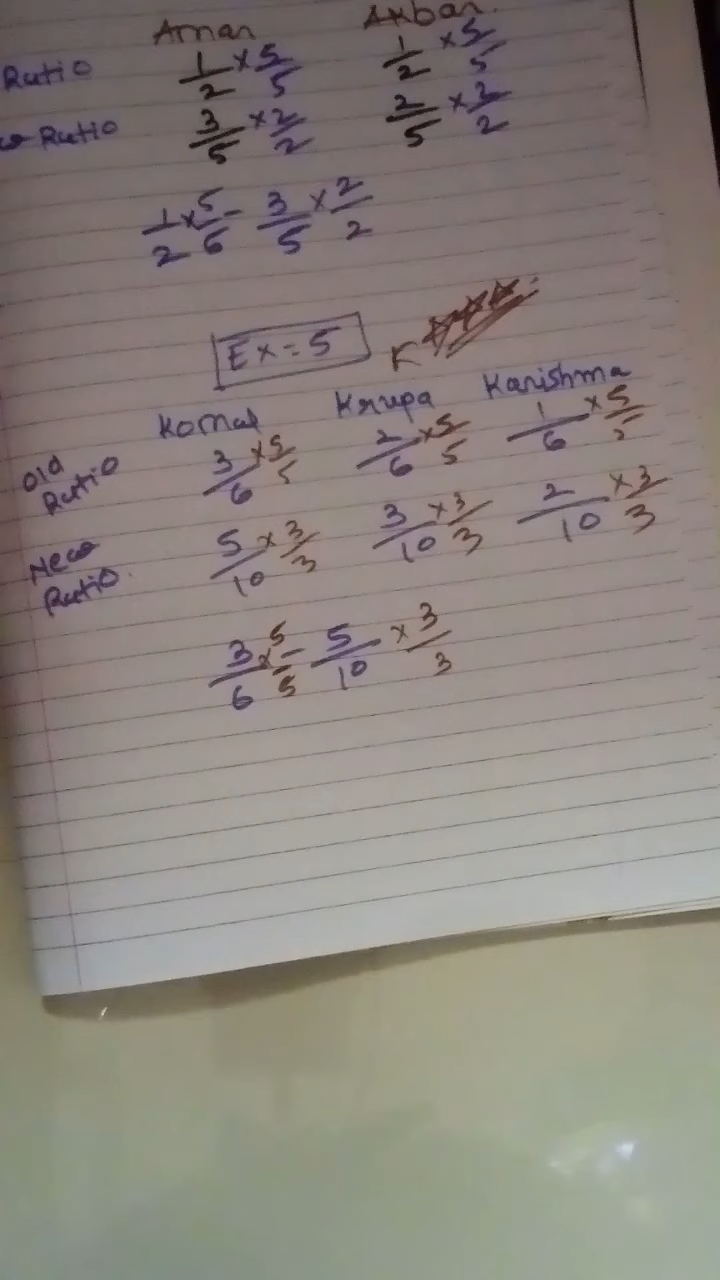 Aman Akbar
Ratio 1/2 × 5/5 1/2 × 5/5
Ratio 3/5 × 2/2 2/5 × 2/2
1/2 × 5/5 - 3/5 × 2/2
Ex = 5 K
Komal Krupa Karishma
Old Ratio 3/6 × 5/5 2/6 × 5/5 1/6 × 5/5
New Ratio. 5/10 × 3/3 3/10 × 3/3 2/10 × 3/3
3/6 × 5/5 - 5/10 × 3/3